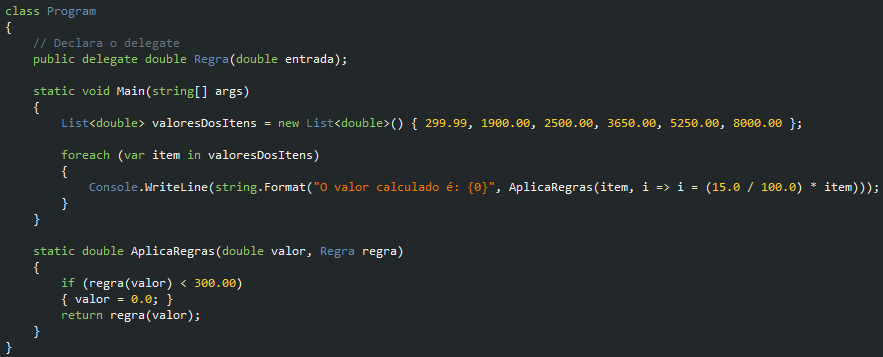 class Program
{
    // Declara o delegate
    public delegate double Regra(double entrada);

    static void Main(string[] args)
    {
        List<double> valoresDosItens = new List<double>() { 299.99, 1900.00, 2500.00, 3650.00, 5250.00, 8000.00 };

        foreach (var item in valoresDosItens)
        {
            Console.WriteLine(string.Format("O valor calculado é: {0}", AplicaRegras(item, i => i = (15.0 / 100.0) * item)));
        }
    }

    static double AplicaRegras(double valor, Regra regra)
    {
        if (regra(valor) < 300.00)
        { valor = 0.0; }
        return regra(valor);
    }
}